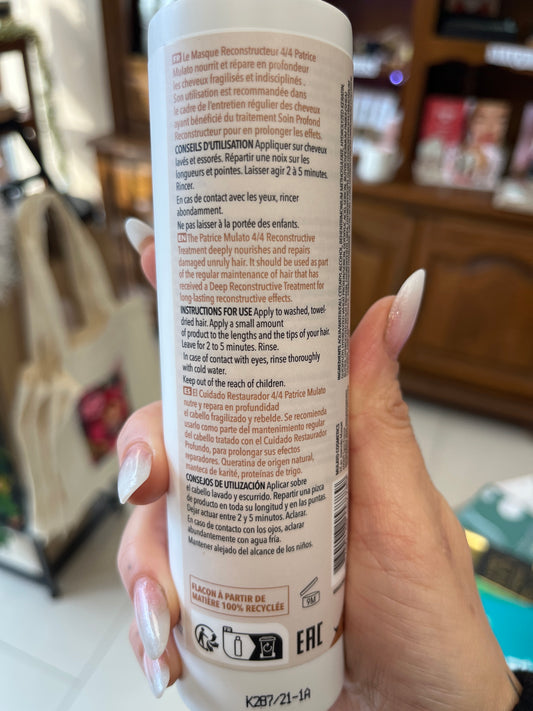 FR Le Masque Reconstructeur 4/4 Patrice
Mulato nourrit et répare en profondeur
les cheveux fragilisés et indisciplinés .
Son utilisation est recommandée dans
le cadre de l'entretien régulier des cheveux
ayant bénéficié du traitement Soin Profond
Reconstructeur pour en prolonger les effets.
CONSEILS D'UTILISATION Appliquer sur cheveux
lavés et essorés. Répartir une noix sur les
longueurs et pointes. Laisser agir 2 à 5 minutes.
Rincer.
En cas de contact avec les yeux, rincer
abondamment.
Ne pas laisser à la portée des enfants.
EN The Patrice Mulato 4/4 Reconstructive
Treatment deeply nourishes and repairs
damaged unruly hair. It should be used as part
of the regular maintenance of hair that has
received a Deep Reconstructive Treatment for
long-lasting reconstructive effects.
INSTRUCTIONS FOR USE Apply to washed, towel-
dried hair. Apply a small amount
of product to the lengths and the tips of your hair.
Leave for 2 to 5 minutes. Rinse.
In case of contact with eyes, rinse thoroughly
with cold water.
Keep out of the reach of children.
ES El Cuidado Restaurador 4/4 Patrice Mulato
nutre y repara en profundidad
el cabello fragilizado y rebelde. Se recomienda
usarlo como parte del mantenimiento regular
del cabello tratado con el Cuidado Restaurador
Profundo, para prolongar sus efectos
reparadores. Queratina de origen natural,
manteca de karité, proteínas de trigo.
CONSEJOS DE UTILIZACIÓN Aplicar sobre
el cabello lavado y escurrido. Repartir una pizca
de producto en toda su longitud y en las puntas.
Dejar actuar entre 2 y 5 minutos. Aclarar.
En caso de contacto con los ojos, aclarar
abundantemente con agua fría.
Mantener alejado del alcance de los niños.
FLACON À PARTIR DE
MATIÈRE 100% RECYCLÉE
9M
FR
EAC
K287/21-1A